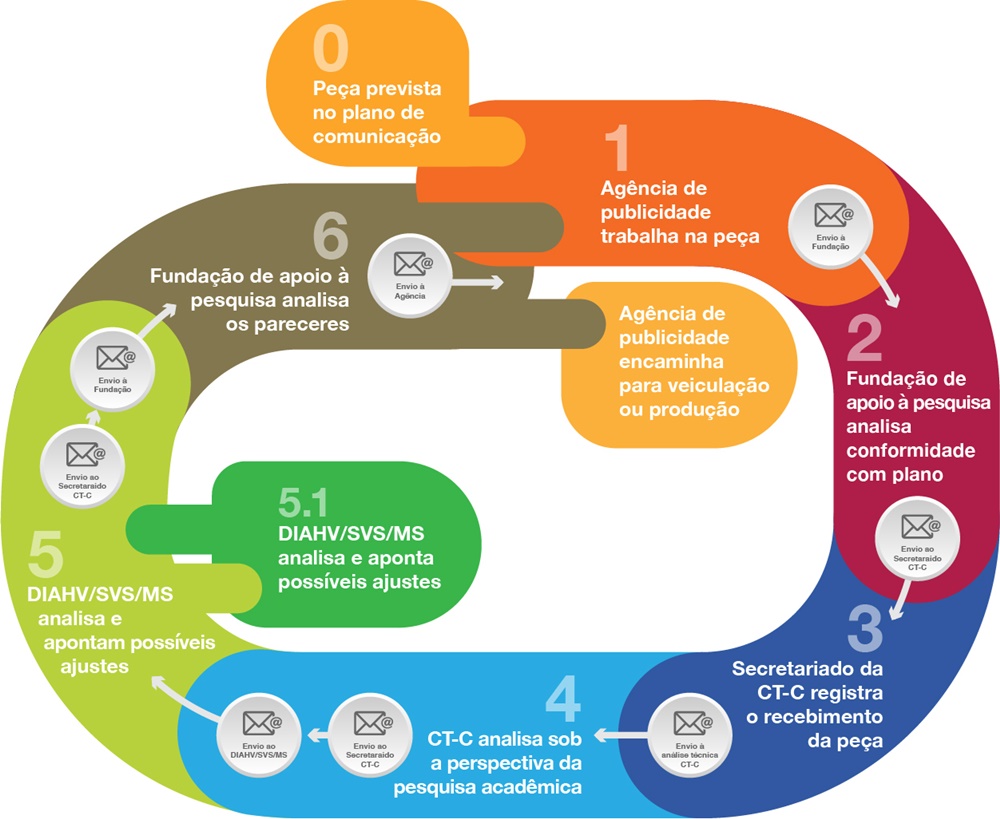 0
Peça prevista
no plano de
comunicação
1
Agência de
publicidade
trabalha na peça
Envio à
Fundação
2
Fundação de
apoio à pesquisa
analisa
conformidade
com plano
Envio ao
Secretaraido
CT-C
3
Secretariado da
CT-C registra
o recebimento
da peça
Envio à
análise técnica
CT-C
4
CT-C analisa sob
a perspectiva da
pesquisa acadêmica
Envio ao
Secretaraido
CT-C
Envio ao
DIAHV/SVS/MS
5
DIAHV/SVS/MS
analisa e
apontam possíveis
ajustes
5.1
DIAHV/SVS/MS
analisa e aponta
possíveis ajustes
Envio ao
Secretaraido
CT-C
Envio à
Fundação
6
Fundação de apoio à
pesquisa analisa
os pareceres
Envio à
Agência
Agência de
publicidade
encaminha
para veiculação
ou produção